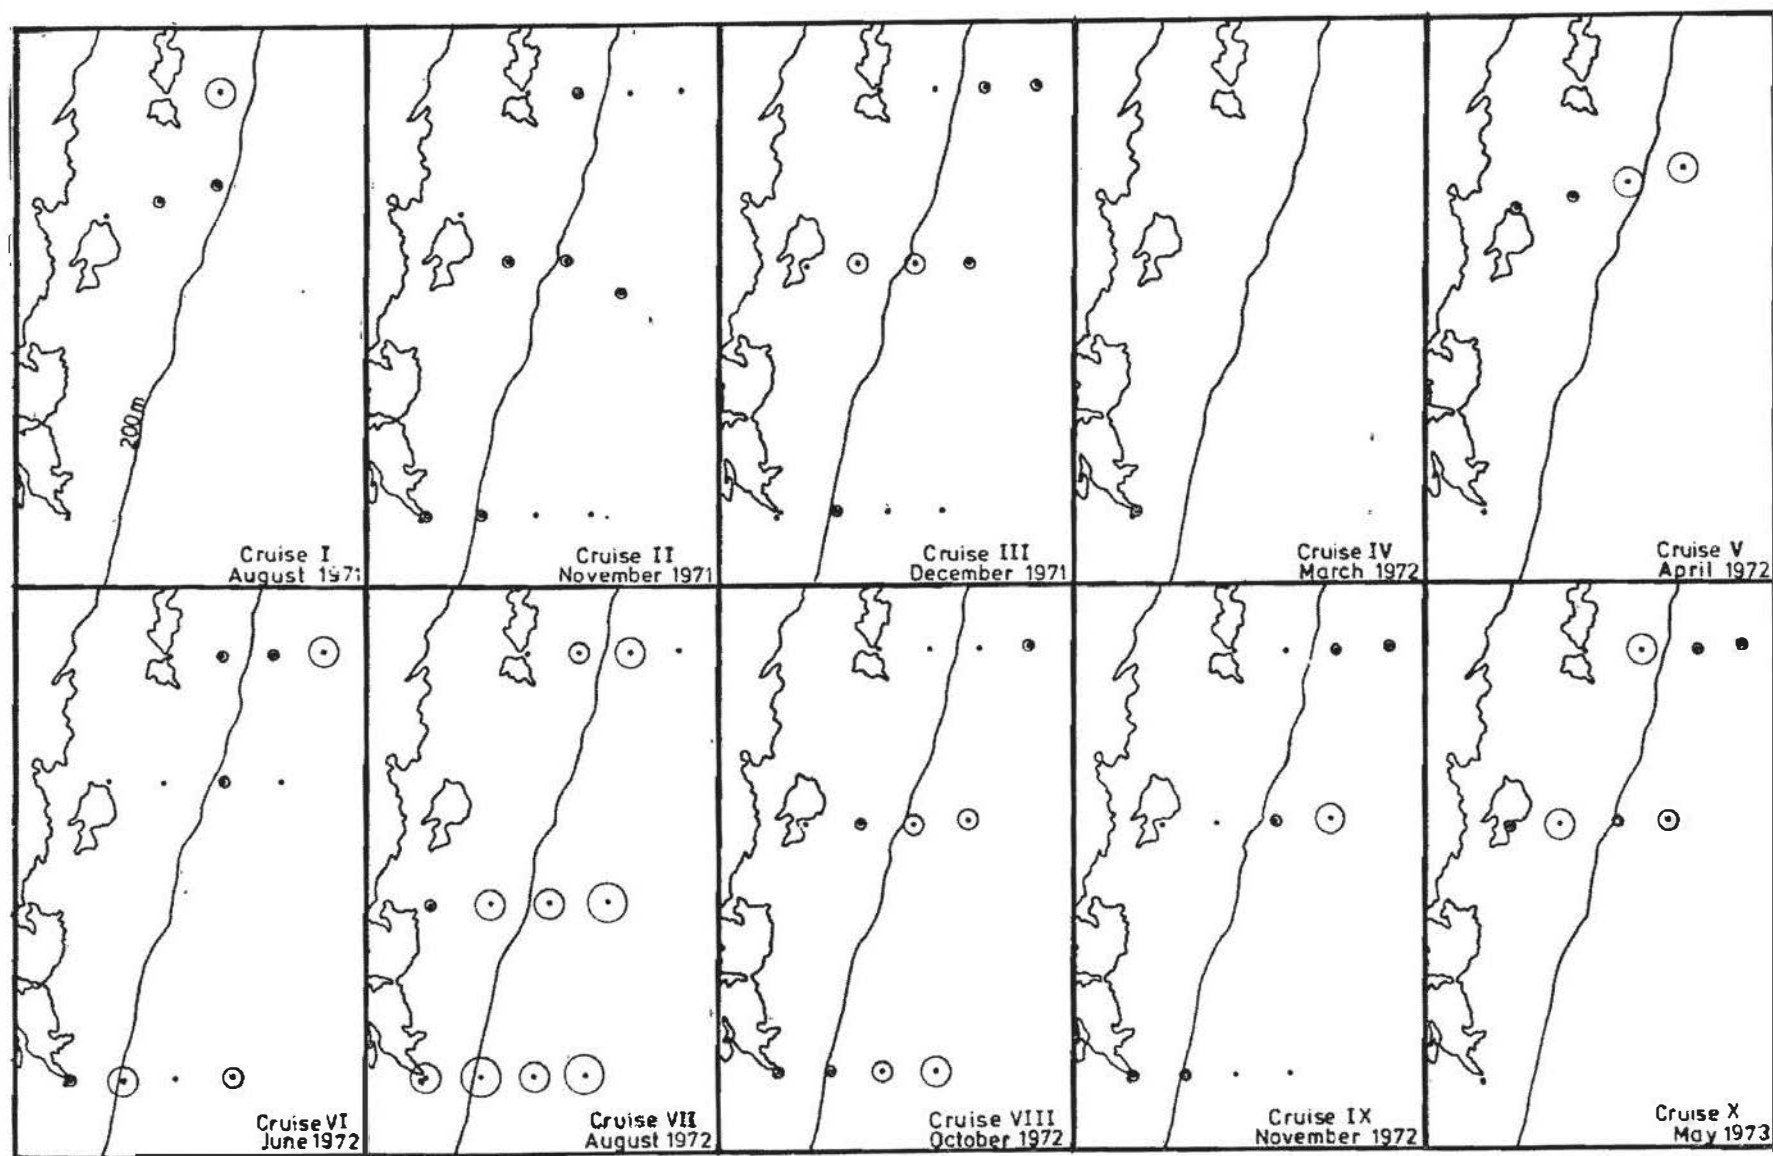 200 m
Cruise I
August 1971
Cruise II
November 1971
Cruise III
December 1971
Cruise IV
March 1972
Cruise V
April 1972
Cruise VI
June 1972
Cruise VII
August 1972
Cruise VIII
October 1972
Cruise IX
November 1972
Cruise X
May 1973